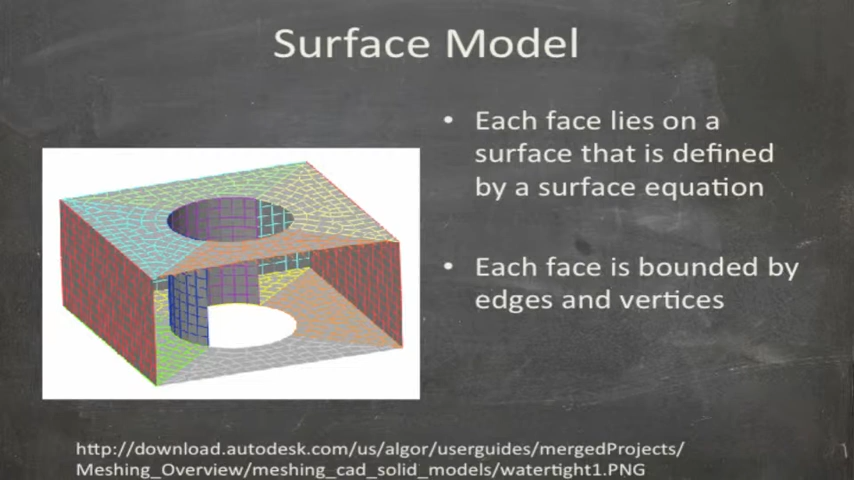 Surface Model
• Each face lies on a
surface that is defined
by a surface equation
• Each face is bounded by
edges and vertices
http://download.autodesk.com/us/algor/userguides/mergedProjects/
Meshing_Overview/meshing_cad_solid_models/watertight1.PNG